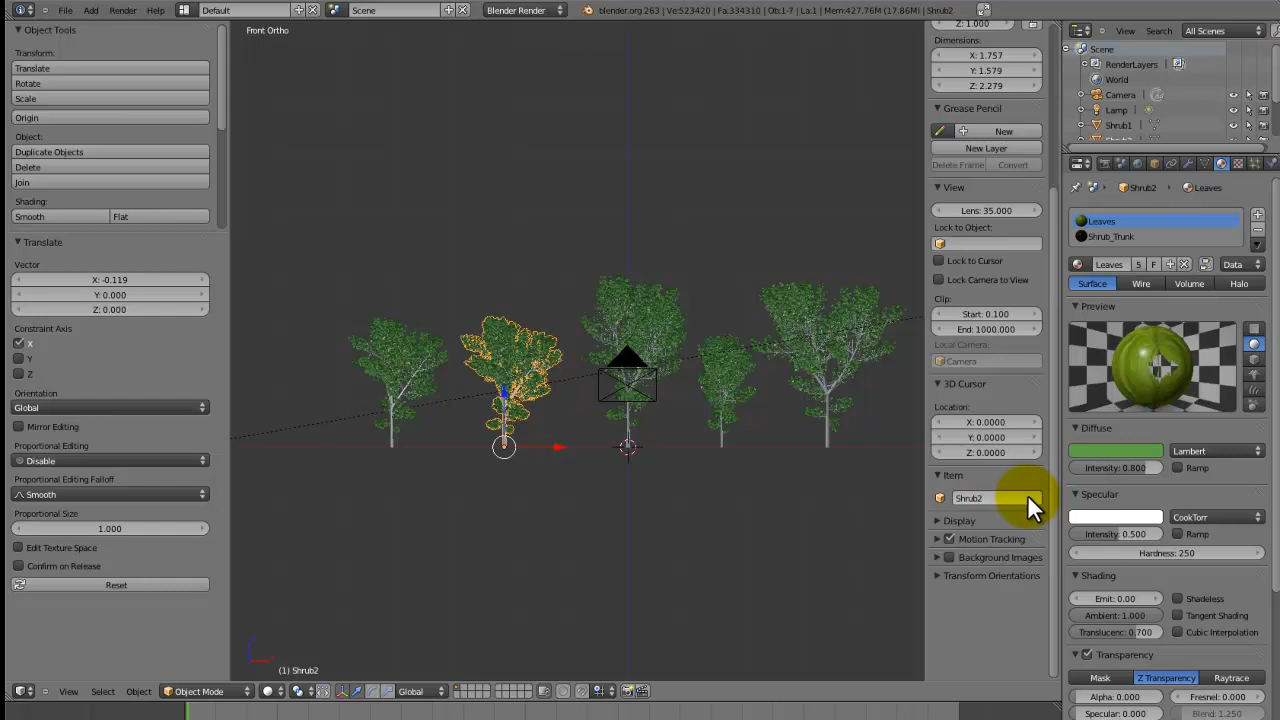 File Add Render Help Default Scene Blender Render blender.org 263 | Ve:523420 | Fa:334310 | Ob:1-7 | La:1 | Mem:427.76M (17.86M) | Shrub2
Object Tools
Transform:
Translate
Rotate
Scale
Origin
Object:
Duplicate Objects
Delete
Join
Shading:
Smooth Flat
Translate
Vector
X: -0.119
Y: 0.000
Z: 0.000
Constraint Axis
X
Y
Z
Orientation
Global
Mirror Editing
Proportional Editing
Disable
Proportional Editing Falloff
Smooth
Proportional Size
1.000
Edit Texture Space
Confirm on Release
Reset
Front Ortho
(1) Shrub2
View Select Object Object Mode Global
Z: 1.000
Dimensions:
X: 1.757
Y: 1.579
Z: 2.279
Grease Pencil
New
New Layer
Delete Frame Convert
View
Lens: 35.000
Lock to Object:
Lock to Cursor
Lock Camera to View
Clip:
Start: 0.100
End: 1000.000
Local Camera:
Camera
3D Cursor
Location:
X: 0.0000
Y: 0.0000
Z: 0.0000
Item
Shrub2
Display
Motion Tracking
Background Images
Transform Orientations
View Search All Scenes
Scene
RenderLayers
World
Camera
Lamp
Shrub1
Shrub2 Leaves
Leaves
Shrub_Trunk
Leaves 5 F Data
Surface Wire Volume Halo
Preview
Diffuse
Lambert
Intensity: 0.800 Ramp
Specular
CookTorr
Intensity: 0.500 Ramp
Hardness: 250
Shading
Emit: 0.00 Shadeless
Ambient: 1.000 Tangent Shading
Translucenc: 0.700 Cubic Interpolation
Transparency
Mask Z Transparency Raytrace
Alpha: 0.000 Fresnel: 0.000
Specular: 0.000 Blend: 1.250